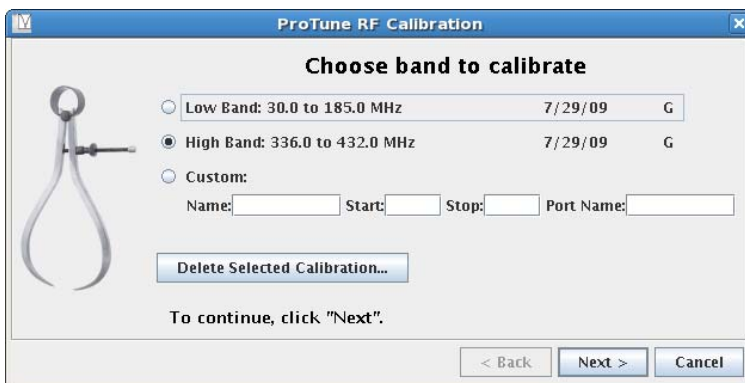 ProTune RF Calibration
Choose band to calibrate
Low Band: 30.0 to 185.0 MHz 7/29/09 G
High Band: 336.0 to 432.0 MHz 7/29/09 G
Custom:
Name: Start: Stop: Port Name:
Delete Selected Calibration...
To continue, click "Next".
< Back Next > Cancel